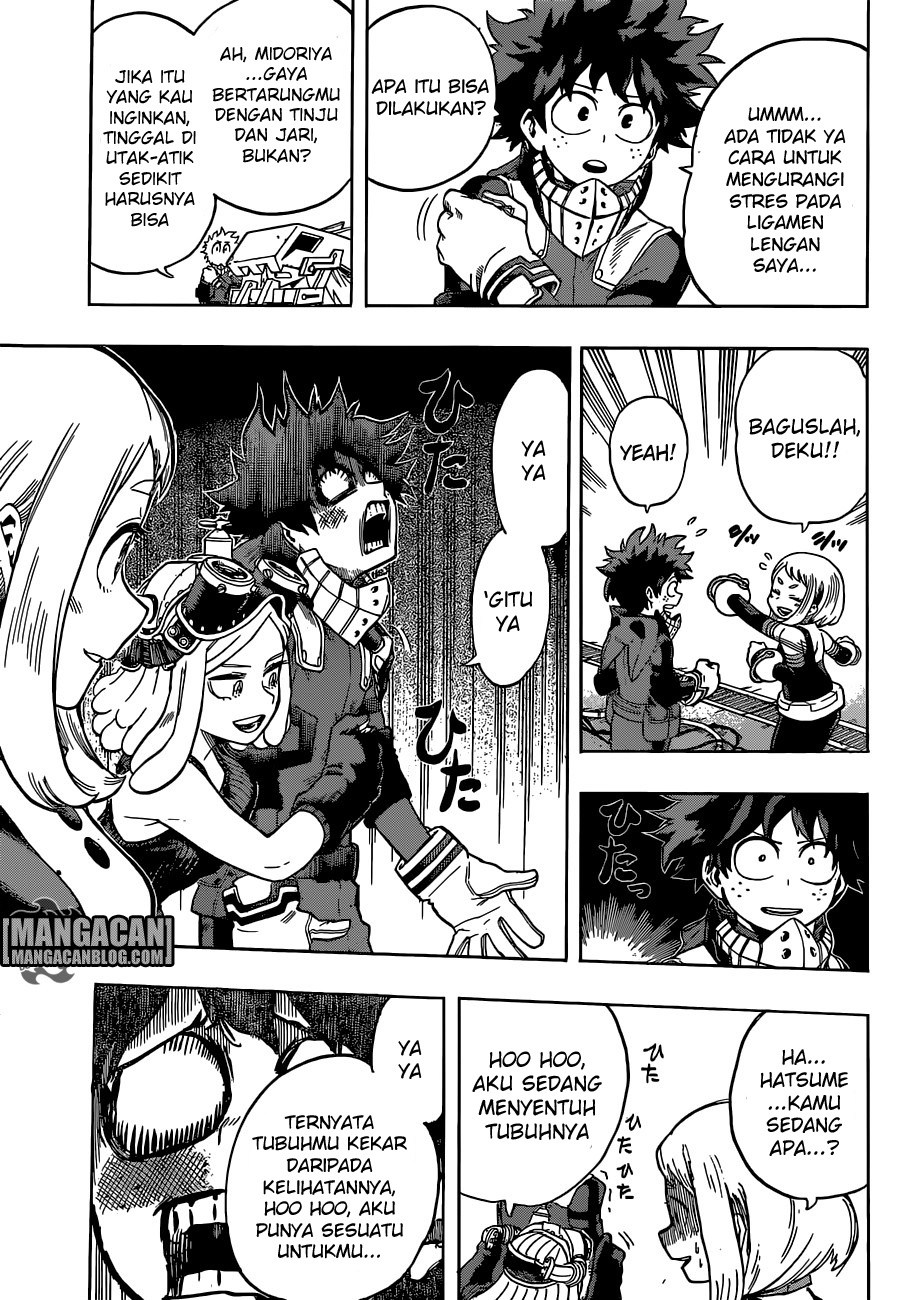 UMMM...
ADA TIDAK YA
CARA UNTUK
MENGURANGI
STRES PADA
LIGAMEN
LENGAN
SAYA...
APA ITU BISA
DILAKUKAN?
AH, MIDORIYA
...GAYA
BERTARUNGMU
DENGAN TINJU
DAN JARI,
BUKAN?
JIKA ITU
YANG KAU
INGINKAN,
TINGGAL DI
UTAK-ATIK
SEDIKIT
HARUSNYA
BISA
BAGUSLAH,
DEKU!!
YEAH!
ひたっ
ひた
YA
YA
'GITU
YA
ひた
HA...
HATSUME
...KAMU
SEDANG
APA...?
ひた
ひたひた
HOO HOO,
AKU SEDANG
MENYENTUH
TUBUHNYA
YA
YA
TERNYATA
TUBUHMU KEKAR
DARIPADA
KELIHATANNYA,
HOO HOO, AKU
PUNYA SESUATU
UNTUKMU...
MANGACAN
MANGACANBLOG.COM